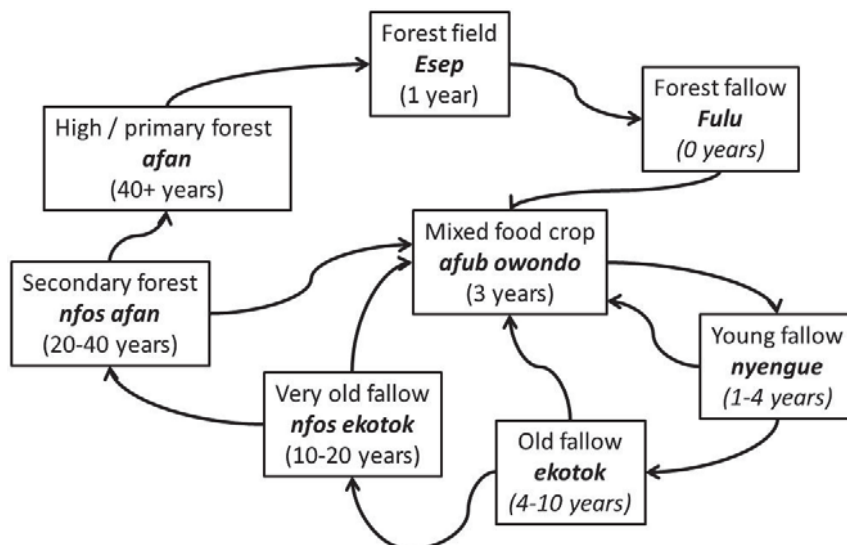 Forest field
Esep
(1 year)
Forest fallow
Fulu
(0 years)
High / primary forest
afan
(40+ years)
Mixed food crop
afub owondo
(3 years)
Secondary forest
nfos afan
(20-40 years)
Young fallow
nyengue
(1-4 years)
Very old fallow
nfos ekotok
(10-20 years)
Old fallow
ekotok
(4-10 years)